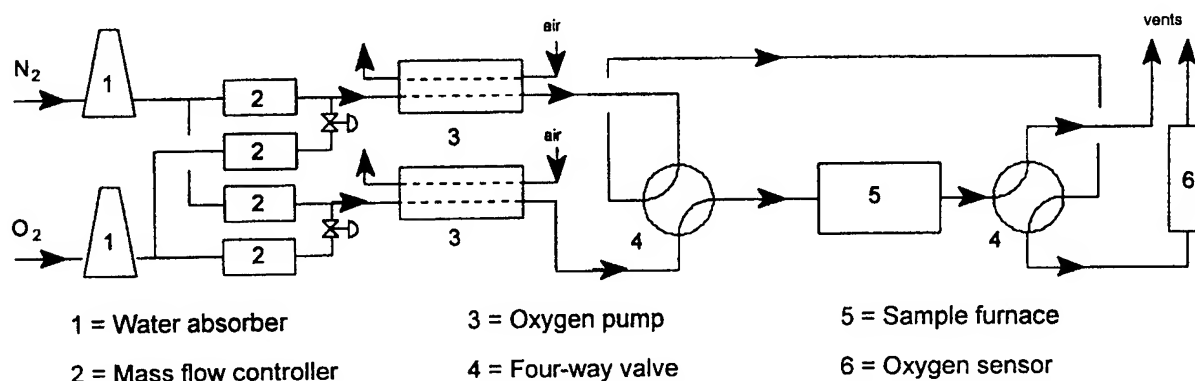 air
vents
N2
1
2
3
2
air
2
3
O2
1
2
4
5
4
6
1 = Water absorber
3 = Oxygen pump
5 = Sample furnace
2 = Mass flow controller
4 = Four-way valve
6 = Oxygen sensor